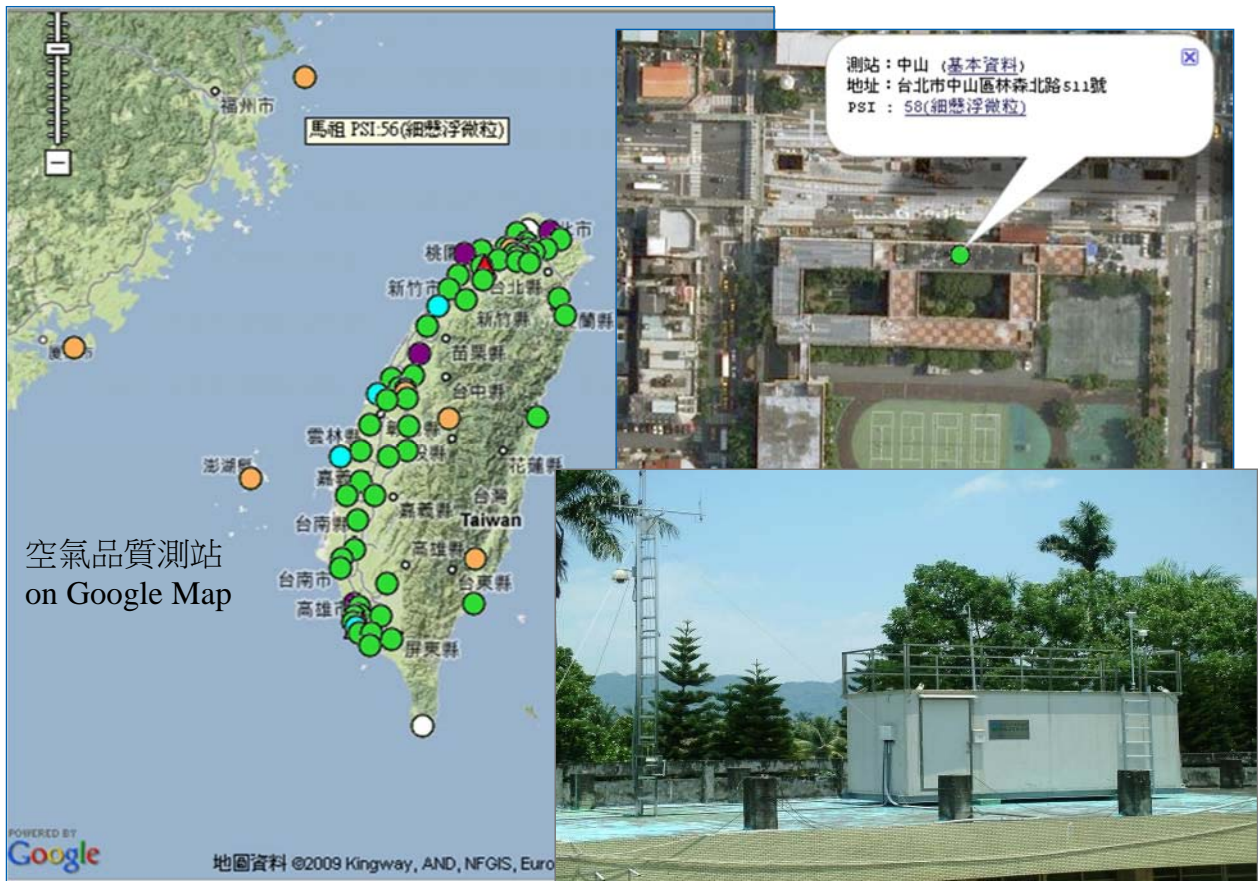 福州市
馬祖 PSI:56(細懸浮微粒)
北市
桃園
新竹市
台北縣
新竹縣
蘭縣
苗栗縣
台中縣
雲林縣
澎湖縣
嘉義
花蓮縣
台灣
Taiwan
嘉義縣
台南縣
高雄縣
台南市
台東縣
高雄市
屏東縣
空氣品質測站
on Google Map
POWERED BY
Google
地圖資料 ©2009 Kingway, AND, NFGIS, Euro
測站：中山 (基本資料)
地址：台北市中山區林森北路511號
PSI : 58(細懸浮微粒)